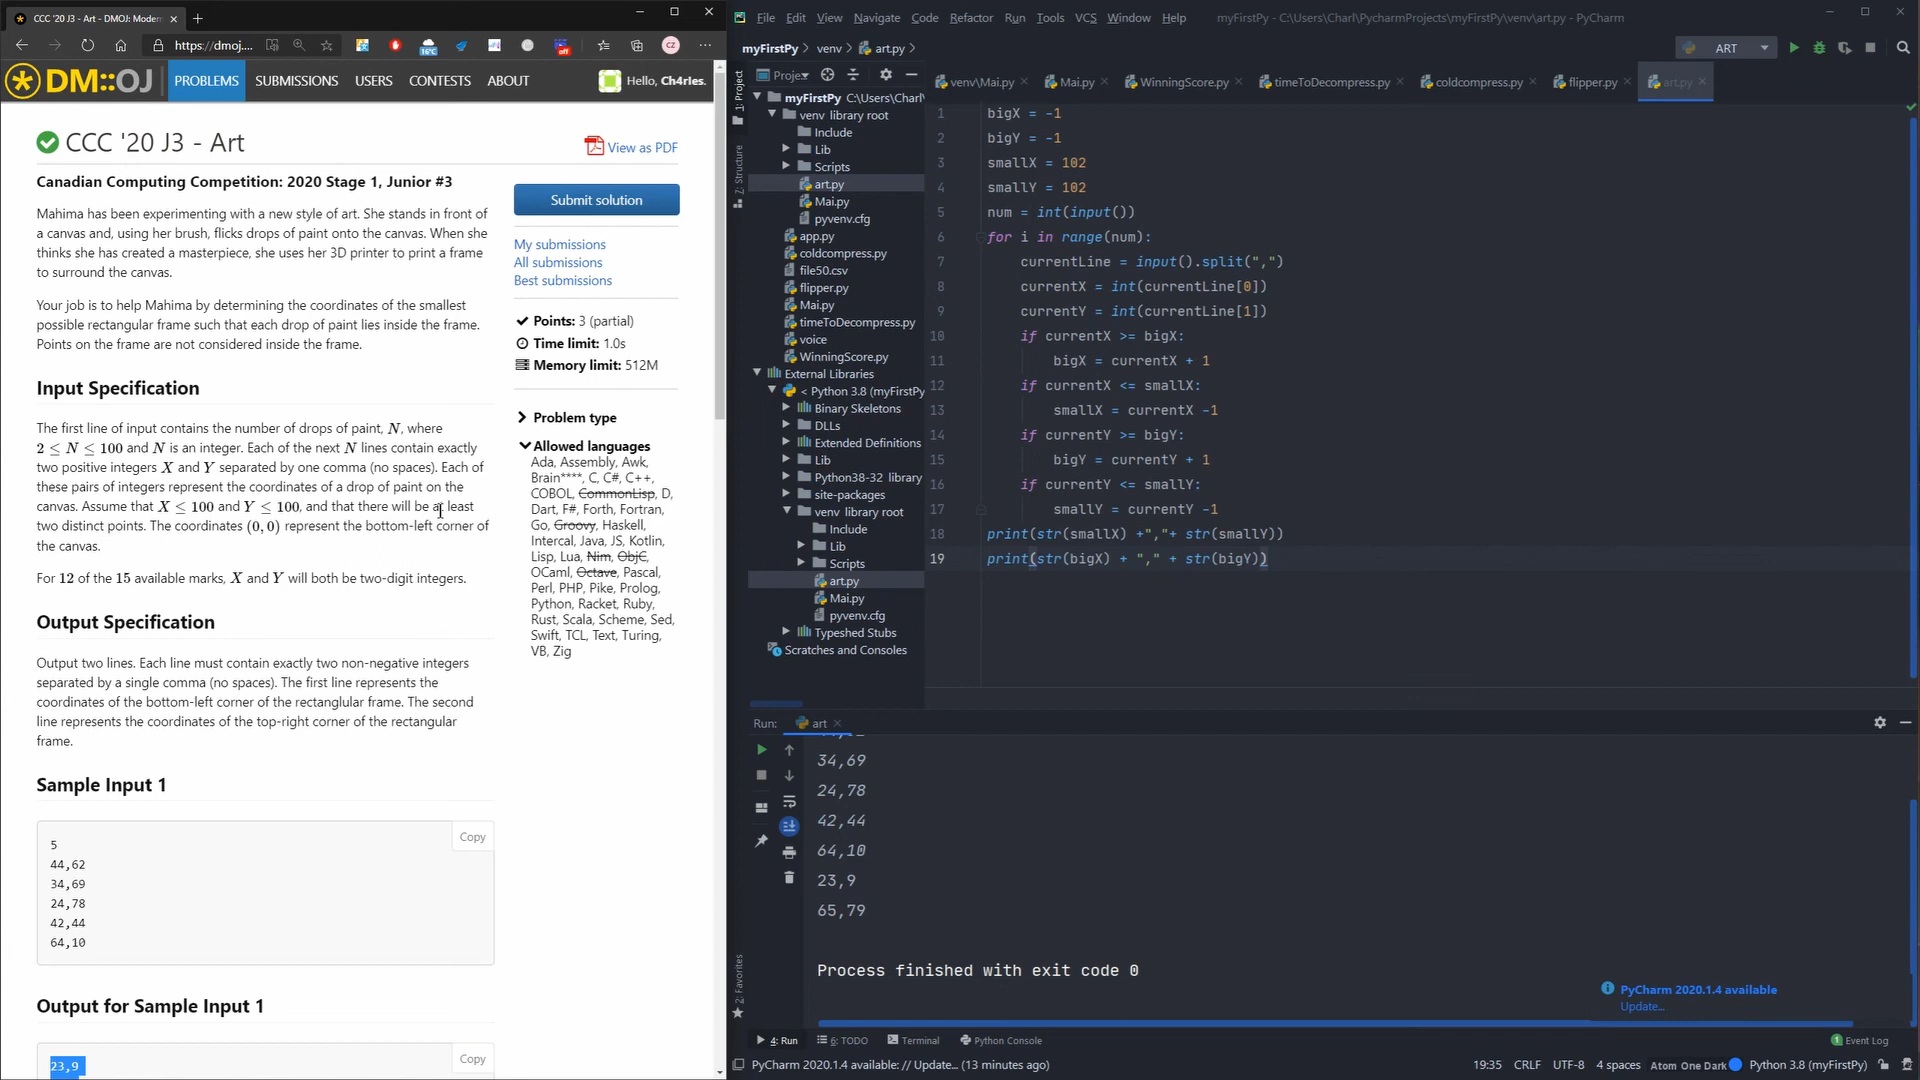 CCC '20 J3 - Art - DMOJ: Modern
https://dmoj....
16°C
off
CZ
DM::OJ
PROBLEMS
SUBMISSIONS
USERS
CONTESTS
ABOUT
Hello, Ch4rles.
CCC '20 J3 - Art
View as PDF
Canadian Computing Competition: 2020 Stage 1, Junior #3
Mahima has been experimenting with a new style of art. She stands in front of
a canvas and, using her brush, flicks drops of paint onto the canvas. When she
thinks she has created a masterpiece, she uses her 3D printer to print a frame
to surround the canvas.
Your job is to help Mahima by determining the coordinates of the smallest
possible rectangular frame such that each drop of paint lies inside the frame.
Points on the frame are not considered inside the frame.
Input Specification
The first line of input contains the number of drops of paint, N, where
2 ≤ N ≤ 100 and N is an integer. Each of the next N lines contain exactly
two positive integers X and Y separated by one comma (no spaces). Each of
these pairs of integers represent the coordinates of a drop of paint on the
canvas. Assume that X ≤ 100 and Y ≤ 100, and that there will be at least
two distinct points. The coordinates (0, 0) represent the bottom-left corner of
the canvas.
For 12 of the 15 available marks, X and Y will both be two-digit integers.
Output Specification
Output two lines. Each line must contain exactly two non-negative integers
separated by a single comma (no spaces). The first line represents the
coordinates of the bottom-left corner of the rectanglular frame. The second
line represents the coordinates of the top-right corner of the rectangular
frame.
Sample Input 1
Copy
5
44,62
34,69
24,78
42,44
64,10
Output for Sample Input 1
Copy
23,9
Submit solution
My submissions
All submissions
Best submissions
Points: 3 (partial)
Time limit: 1.0s
Memory limit: 512M
Problem type
Allowed languages
Ada, Assembly, Awk,
Brain****, C, C#, C++,
COBOL, CommonLisp, D,
Dart, F#, Forth, Fortran,
Go, Groovy, Haskell,
Intercal, Java, JS, Kotlin,
Lisp, Lua, Nim, ObjC,
OCaml, Octave, Pascal,
Perl, PHP, Pike, Prolog,
Python, Racket, Ruby,
Rust, Scala, Scheme, Sed,
Swift, TCL, Text, Turing,
VB, Zig
File Edit View Navigate Code Refactor Run Tools VCS Window Help
myFirstPy - C:\Users\Charl\PycharmProjects\myFirstPy\venv\art.py - PyCharm
myFirstPy
venv
art.py
ART
1: Project
7: Structure
2: Favorites
Projec
venv\Mai.py
Mai.py
WinningScore.py
timeToDecompress.py
coldcompress.py
flipper.py
art.py
myFirstPy C:\Users\Charl\
venv library root
Include
Lib
Scripts
art.py
Mai.py
pyvenv.cfg
app.py
coldcompress.py
file50.csv
flipper.py
Mai.py
timeToDecompress.py
voice
WinningScore.py
External Libraries
< Python 3.8 (myFirstPy
Binary Skeletons
DLLs
Extended Definitions
Lib
Python38-32 library
site-packages
venv library root
Include
Lib
Scripts
art.py
Mai.py
pyvenv.cfg
Typeshed Stubs
Scratches and Consoles
1 bigX = -1
2 bigY = -1
3 smallX = 102
4 smallY = 102
5 num = int(input())
6 for i in range(num):
7 currentLine = input().split(",")
8 currentX = int(currentLine[0])
9 currentY = int(currentLine[1])
10 if currentX >= bigX:
11 bigX = currentX + 1
12 if currentX <= smallX:
13 smallX = currentX -1
14 if currentY >= bigY:
15 bigY = currentY + 1
16 if currentY <= smallY:
17 smallY = currentY -1
18 print(str(smallX) +","+ str(smallY))
19 print(str(bigX) + "," + str(bigY))
Run:
art
34,69
24,78
42,44
64,10
23,9
65,79
Process finished with exit code 0
PyCharm 2020.1.4 available
Update...
4: Run
6: TODO
Terminal
Python Console
1 Event Log
PyCharm 2020.1.4 available: // Update... (13 minutes ago)
19:35 CRLF UTF-8 4 spaces Atom One Dark Python 3.8 (myFirstPy)